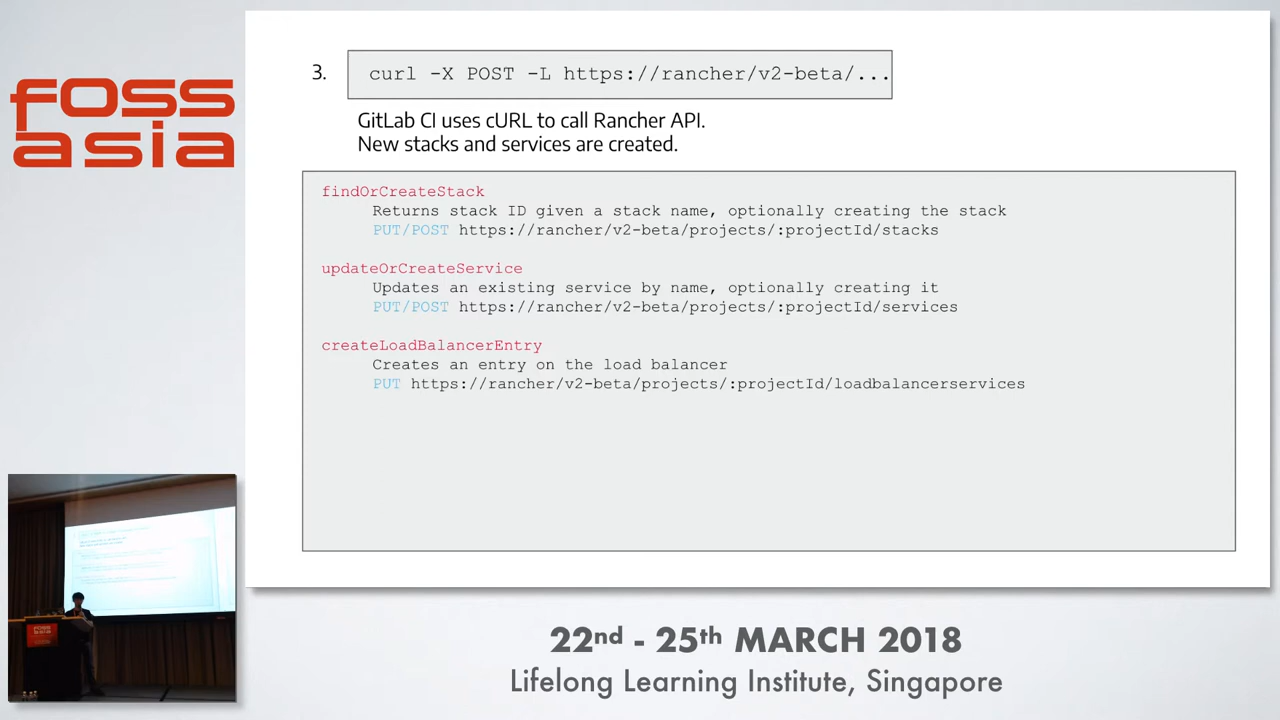 foss
asia
3.
curl -X POST -L https://rancher/v2-beta/...
GitLab CI uses cURL to call Rancher API.
New stacks and services are created.
findOrCreateStack
Returns stack ID given a stack name, optionally creating the stack
PUT/POST https://rancher/v2-beta/projects/:projectId/stacks
updateOrCreateService
Updates an existing service by name, optionally creating it
PUT/POST https://rancher/v2-beta/projects/:projectId/services
createLoadBalancerEntry
Creates an entry on the load balancer
PUT https://rancher/v2-beta/projects/:projectId/loadbalancerservices
foss
asia
22nd - 25th MARCH 2018
Lifelong Learning Institute, Singapore